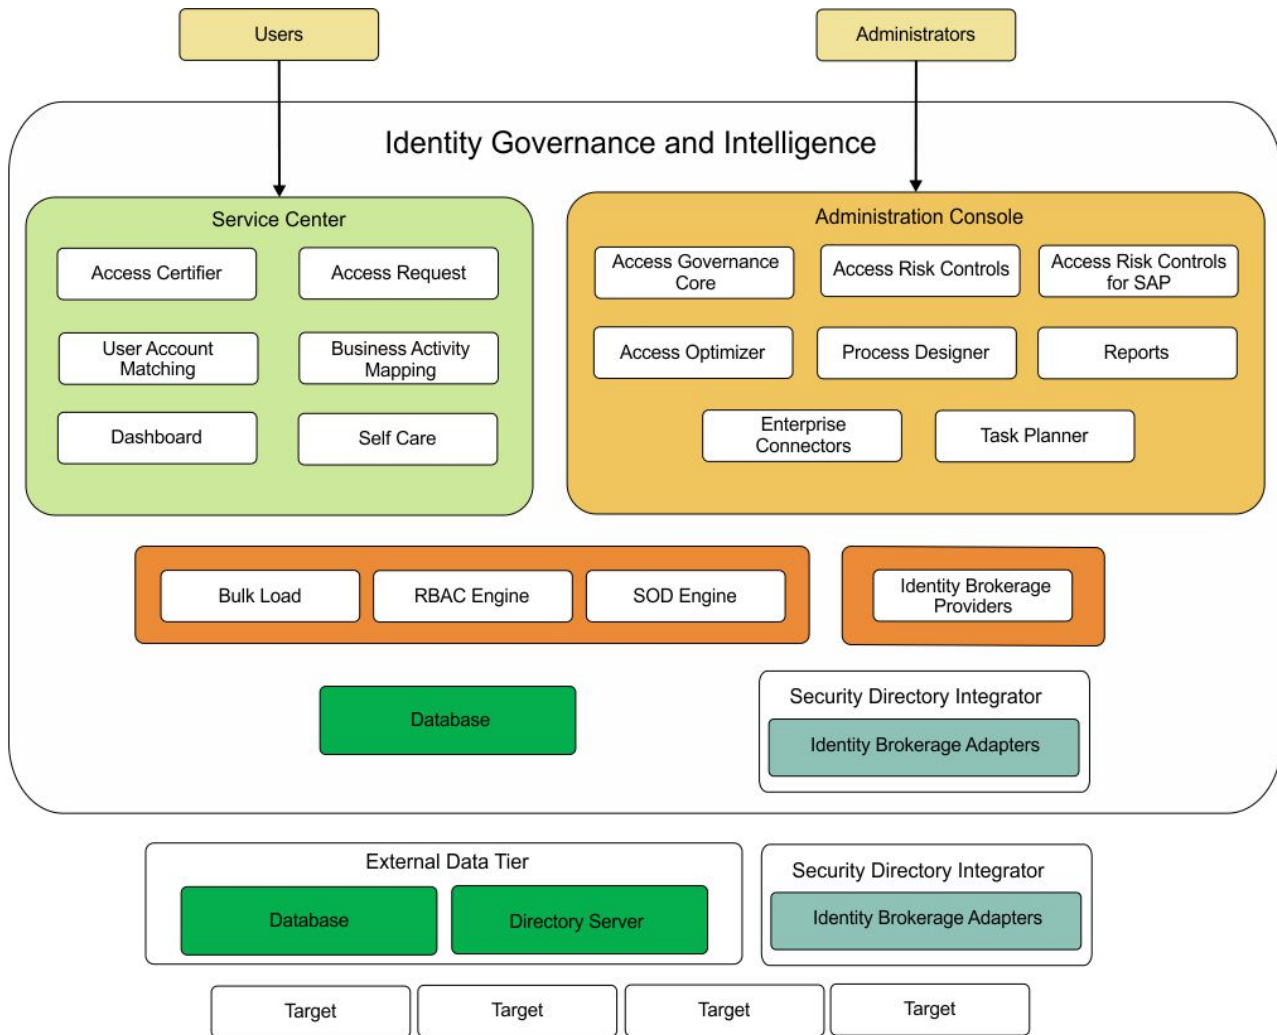 Users
Administrators
Identity Governance and Intelligence
Service Center
Access Certifier
Access Request
User Account
Matching
Business Activity
Mapping
Dashboard
Self Care
Administration Console
Access Governance
Core
Access Risk Controls
Access Risk Controls
for SAP
Access Optimizer
Process Designer
Reports
Enterprise
Connectors
Task Planner
Bulk Load
RBAC Engine
SOD Engine
Identity Brokerage
Providers
Database
Security Directory Integrator
Identity Brokerage Adapters
External Data Tier
Database
Directory Server
Security Directory Integrator
Identity Brokerage Adapters
Target
Target
Target
Target